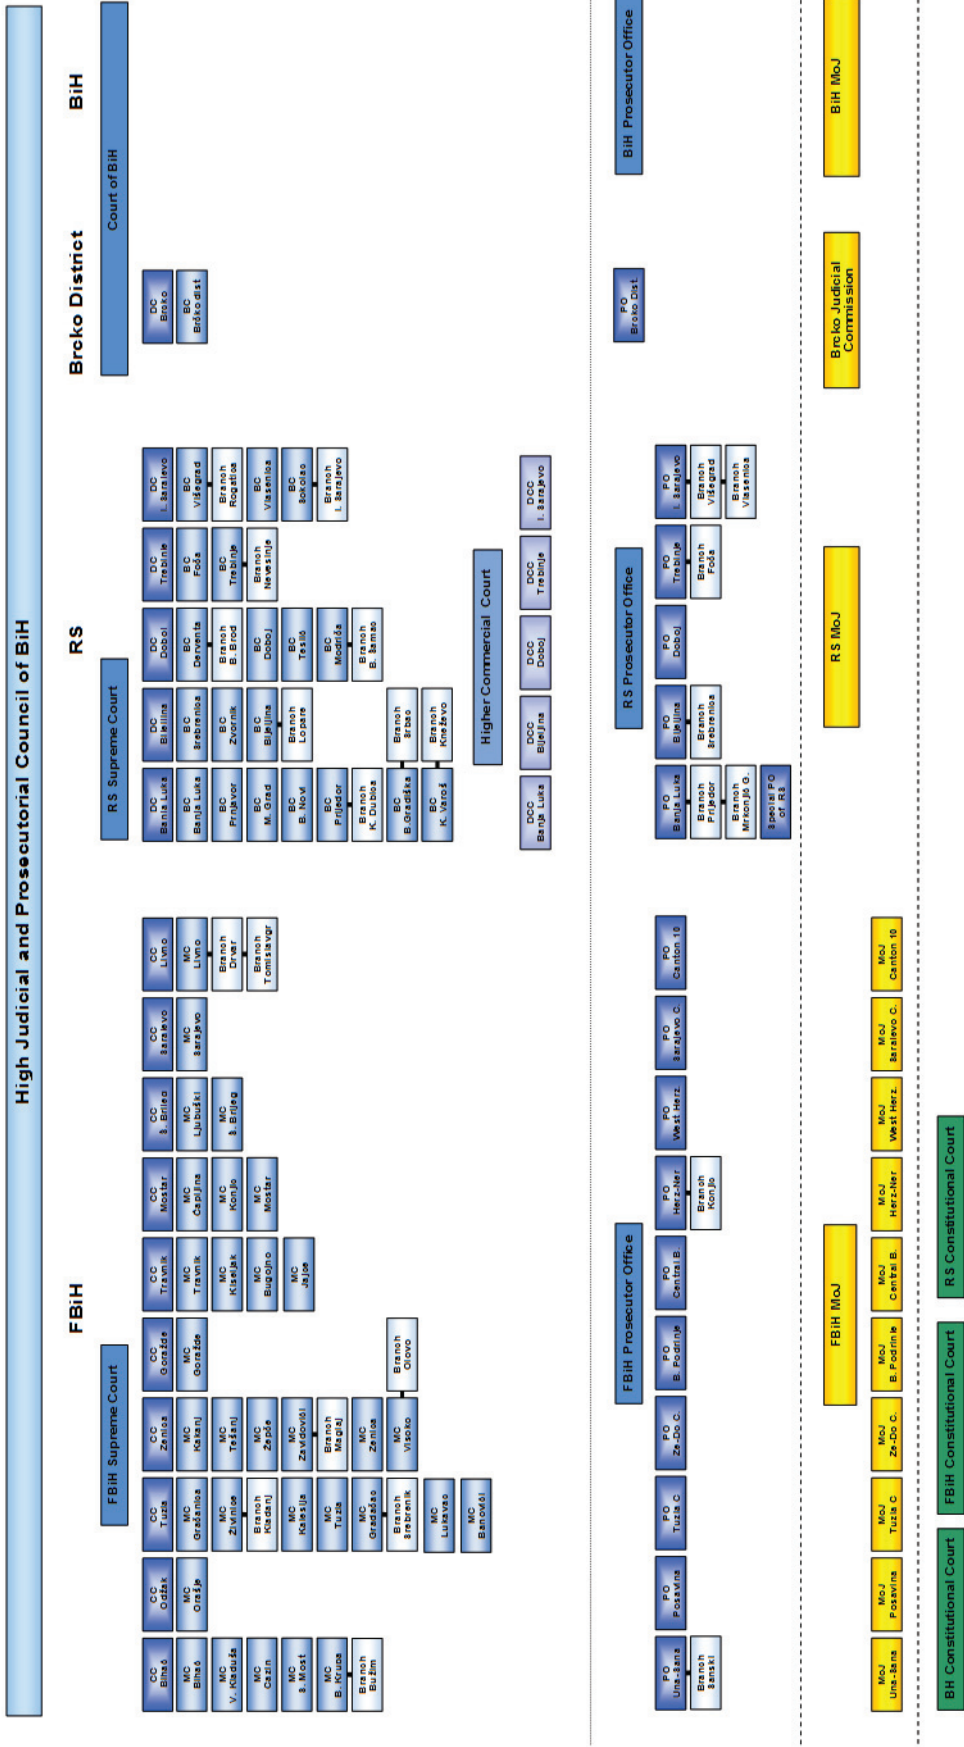 High Judicial and Prosecutorial Council of BiH
FBiH
RS
Brcko District
BiH
FBiH Supreme Court
RS Supreme Court
Court of BiH
CC
Bihać
MC
Bihać
MC
V. Kladuša
MC
Cazin
MC
S. Most
MC
B. Krupa
Branch
Bužim
CC
Odžak
MC
Orašje
CC
Tuzla
MC
Gračanica
MC
Živinice
Branch
Kladanj
MC
Kalesija
MC
Tuzla
MC
Gradačac
Branch
Srebrenik
MC
Lukavac
MC
Banovići
CC
Zenica
MC
Kakanj
MC
Tešanj
MC
Žepče
MC
Zavidovići
Branch
Maglaj
MC
Zenica
MC
Visoko
Branch
Olovo
CC
Goražde
MC
Goražde
CC
Travnik
MC
Travnik
MC
Kiseljak
MC
Bugojno
MC
Jajce
CC
Mostar
MC
Čapljina
MC
Konjic
MC
Mostar
CC
Š. Brijeg
MC
Ljubuški
MC
Š. Brijeg
CC
Sarajevo
MC
Sarajevo
CC
Livno
MC
Livno
Branch
Drvar
Branch
Tomislavgr
DC
Banja Luka
BC
Banja Luka
BC
Prnjavor
BC
M. Grad
BC
B. Novi
BC
Prijedor
Branch
K. Dubica
BC
B.Gradiška
Branch
Srbac
BC
K. Varoš
Branch
Kneževo
DC
Bijeljina
BC
Srebrenica
BC
Zvornik
BC
Bijeljina
Branch
Lopare
DC
Doboj
BC
Derventa
Branch
B. Brod
BC
Doboj
BC
Teslić
BC
Modriča
Branch
B. Šamac
DC
Trebinje
BC
Foča
BC
Trebinje
Branch
Nevesinje
DC
I. Sarajevo
BC
Višegrad
Branch
Rogatica
BC
Vlasenica
BC
Sokolac
Branch
I. Sarajevo
DC
Brcko
BC
Brčko dist
Higher Commercial Court
DCC
Banja Luka
DCC
Bijeljina
DCC
Doboj
DCC
Trebinje
DCC
I. Sarajevo
FBiH Prosecutor Office
RS Prosecutor Office
PO
Brcko Dist.
BiH Prosecutor Office
PO
Una-Sana
Branch
Sanski
PO
Posavina
PO
Tuzla C
PO
Ze-Do C.
PO
B. Podrinje
PO
Central B.
PO
Herz-Ner
Branch
Konjic
PO
West Herz.
PO
Sarajevo C.
PO
Canton 10
PO
Banja Luka
Branch
Prijedor
Branch
Mrkonjić G.
Special PO
of RS
PO
Bijeljina
Branch
Srebrenica
PO
Doboj
PO
Trebinje
Branch
Foča
PO
I. Sarajevo
Branch
Višegrad
Branch
Vlasenica
FBiH MoJ
RS MoJ
Brcko Judicial
Commission
BiH MoJ
MoJ
Una-Sana
MoJ
Posavina
MoJ
Tuzla C
MoJ
Ze-Do C.
MoJ
B. Podrinje
MoJ
Central B.
MoJ
Herz-Ner
MoJ
West Herz.
MoJ
Sarajevo C.
MoJ
Canton 10
BH Constitutional Court
FBiH Constitutional Court
RS Constitutional Court